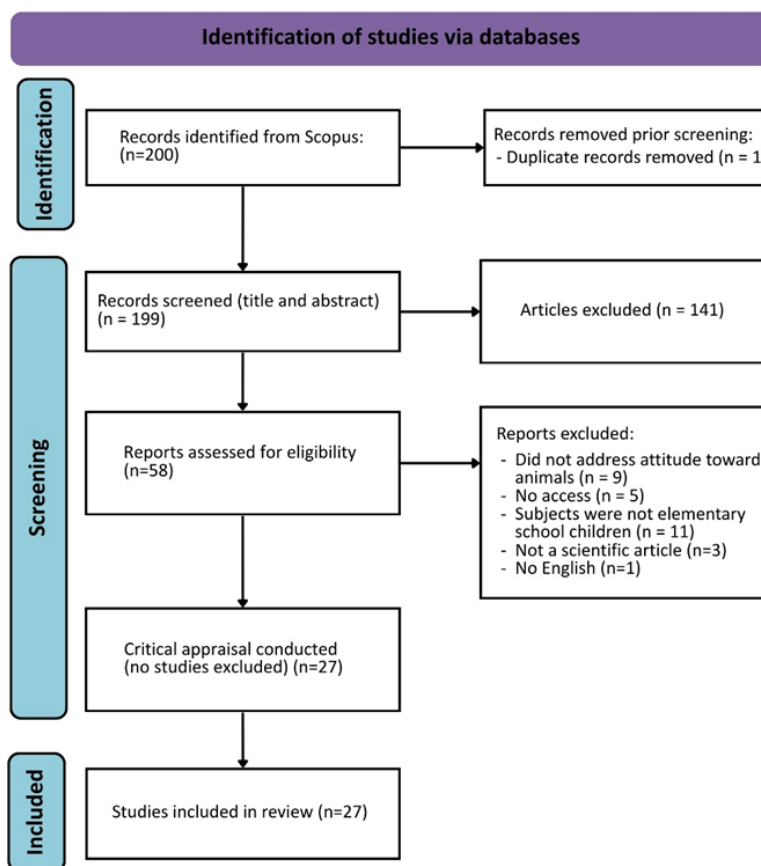 Identification of studies via databases
Identification
Records identified from Scopus:
(n=200)
Records removed prior screening:
- Duplicate records removed (n = 1
Screening
Records screened (title and abstract)
(n = 199)
Articles excluded (n = 141)
Reports assessed for eligibility
(n=58)
Reports excluded:
- Did not address attitude toward
animals (n = 9)
- No access (n = 5)
- Subjects were not elementary
school children (n = 11)
- Not a scientific article (n=3)
- No English (n=1)
Critical appraisal conducted
(no studies excluded) (n=27)
Included
Studies included in review (n=27)